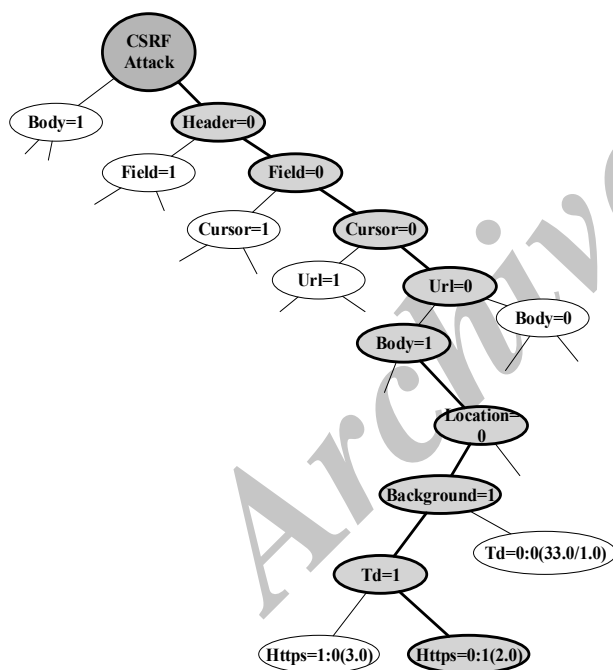 CSRF
Attack
Body=1
Header=0
Field=1
Field=0
Cursor=1
Cursor=0
Url=1
Url=0
Body=1
Body=0
Location=
0
Background=1
Td=0:0(33.0/1.0)
Td=1
Https=1:0(3.0)
Https=0:1(2.0)
Archive